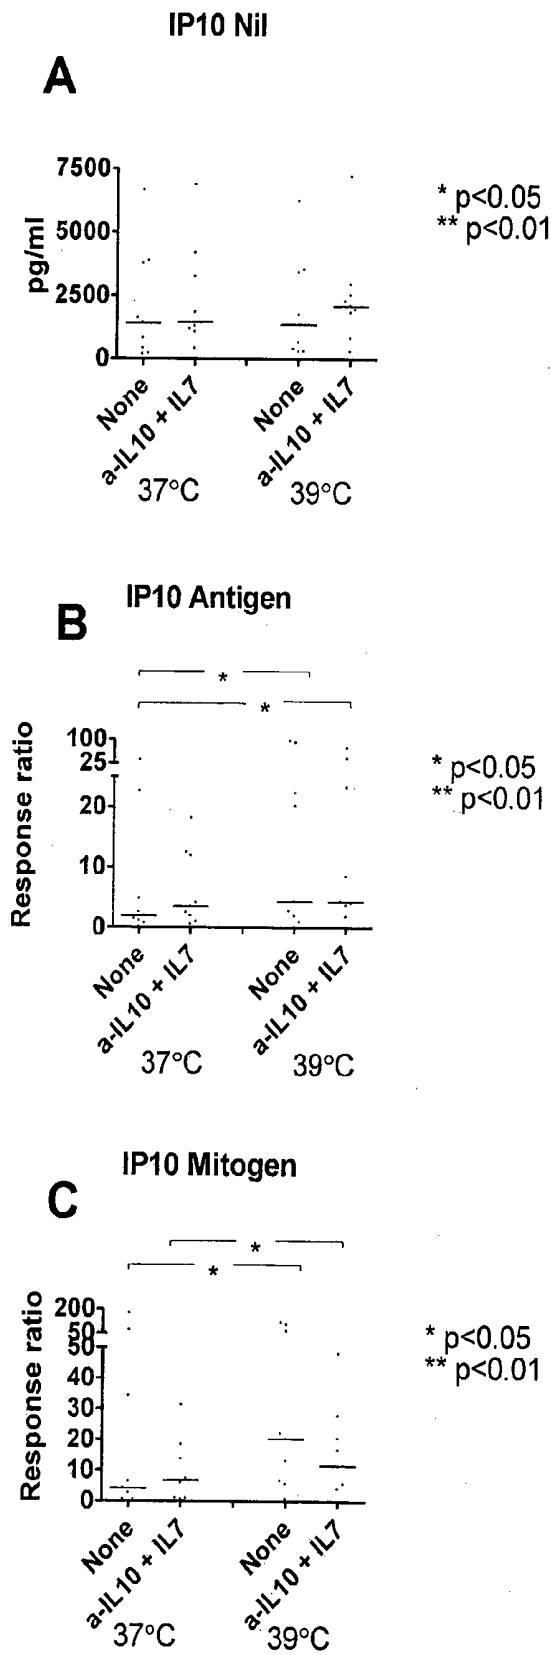 IP10 Nil
A
7500
5000
2500
0
pg/ml
* p<0.05
** p<0.01
None
a-IL10 + IL7
None
a-IL10 + IL7
37°C
39°C
IP10 Antigen
B
*
*
100
25
20
10
0
Response ratio
* p<0.05
** p<0.01
None
a-IL10 + IL7
None
a-IL10 + IL7
37°C
39°C
IP10 Mitogen
C
*
*
200
50
50
40
30
20
10
0
Response ratio
* p<0.05
** p<0.01
None
a-IL10 + IL7
None
a-IL10 + IL7
37°C
39°C